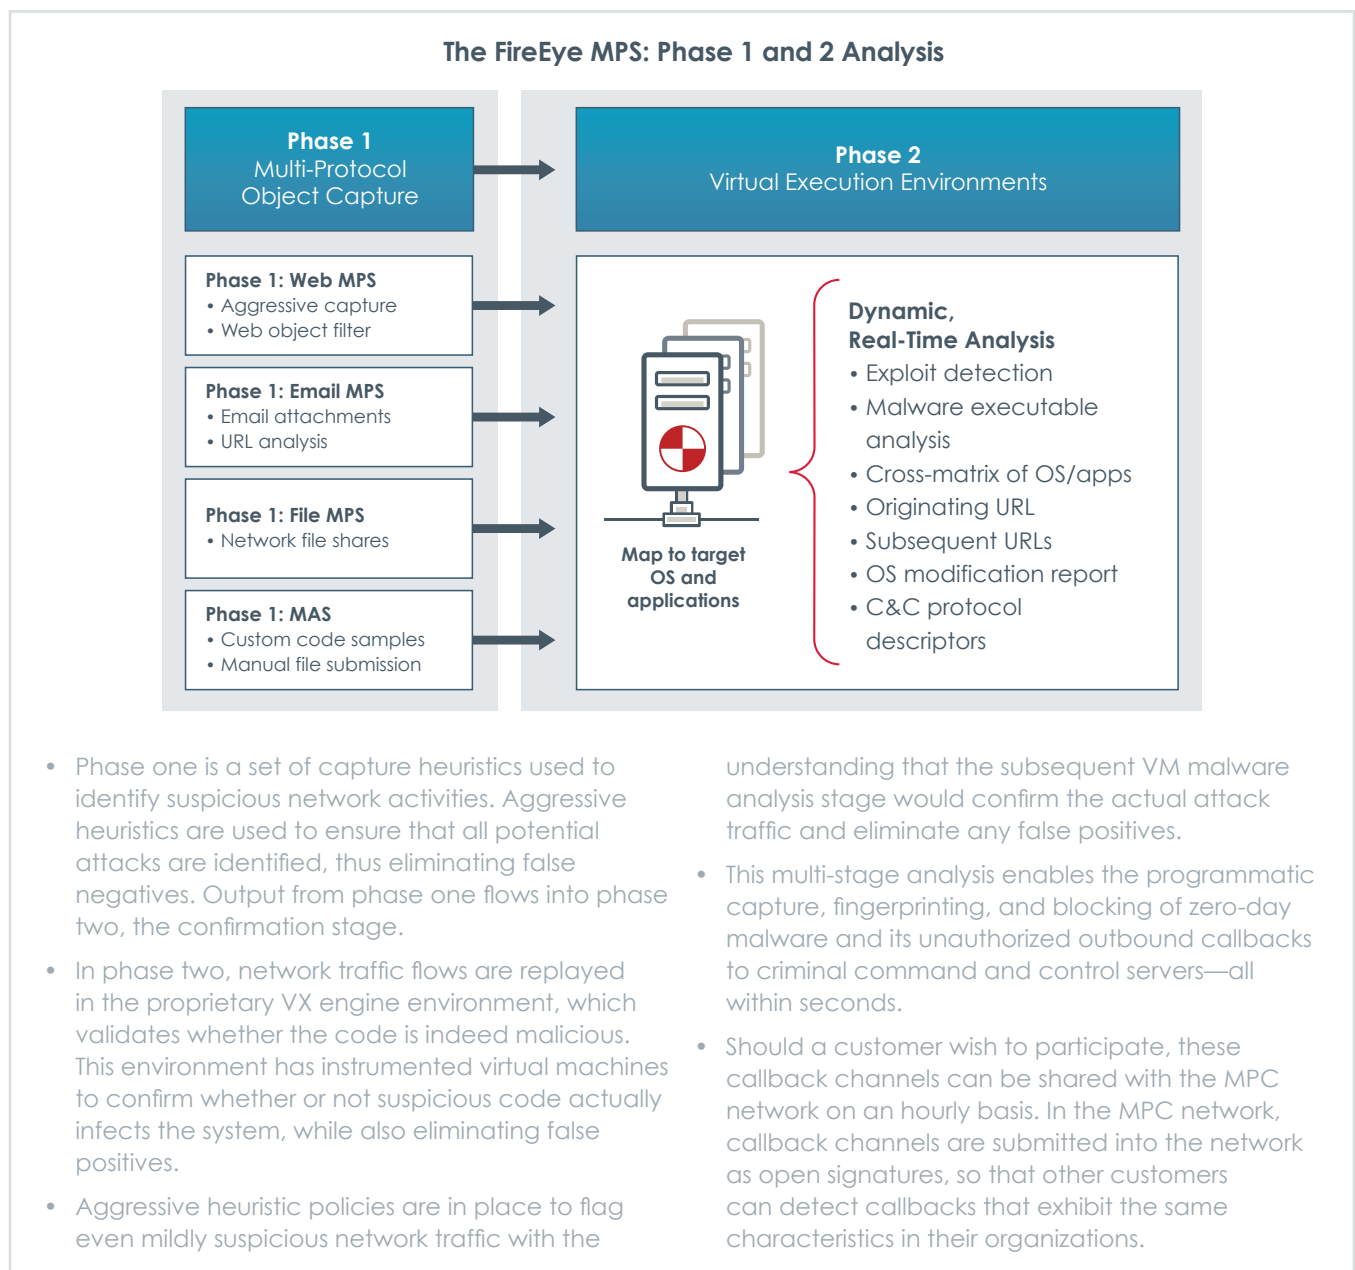 The FireEye MPS: Phase 1 and 2 Analysis
Phase 1
Multi-Protocol
Object Capture
Phase 2
Virtual Execution Environments
Phase 1: Web MPS
• Aggressive capture
• Web object filter
Phase 1: Email MPS
• Email attachments
• URL analysis
Phase 1: File MPS
• Network file shares
Phase 1: MAS
• Custom code samples
• Manual file submission
Map to target
OS and
applications
Dynamic,
Real-Time Analysis
• Exploit detection
• Malware executable
analysis
• Cross-matrix of OS/apps
• Originating URL
• Subsequent URLs
• OS modification report
• C&C protocol
descriptors
• Phase one is a set of capture heuristics used to
identify suspicious network activities. Aggressive
heuristics are used to ensure that all potential
attacks are identified, thus eliminating false
negatives. Output from phase one flows into phase
two, the confirmation stage.
• In phase two, network traffic flows are replayed
in the proprietary VX engine environment, which
validates whether the code is indeed malicious.
This environment has instrumented virtual machines
to confirm whether or not suspicious code actually
infects the system, while also eliminating false
positives.
• Aggressive heuristic policies are in place to flag
even mildly suspicious network traffic with the
understanding that the subsequent VM malware
analysis stage would confirm the actual attack
traffic and eliminate any false positives.
• This multi-stage analysis enables the programmatic
capture, fingerprinting, and blocking of zero-day
malware and its unauthorized outbound callbacks
to criminal command and control servers—all
within seconds.
• Should a customer wish to participate, these
callback channels can be shared with the MPC
network on an hourly basis. In the MPC network,
callback channels are submitted into the network
as open signatures, so that other customers
can detect callbacks that exhibit the same
characteristics in their organizations.